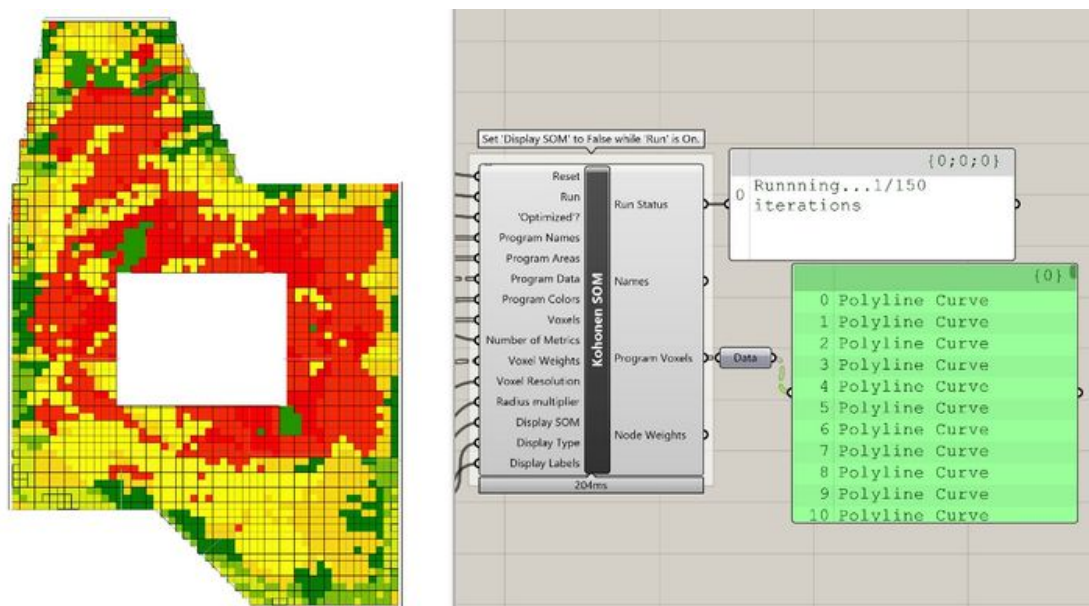 Set 'Display SOM' to False while 'Run' is On.
Reset
Run
'Optimized'?
Program Names
Program Areas
Program Data
Program Colors
Voxels
Number of Metrics
Voxel Weights
Voxel Resolution
Radius multiplier
Display SOM
Display Type
Display Labels
Kohonen SOM
Run Status
Names
Program Voxels
Node Weights
204ms
{0;0;0}
0 Runnning...1/150
iterations
Data
{0}
0 Polyline Curve
1 Polyline Curve
2 Polyline Curve
3 Polyline Curve
4 Polyline Curve
5 Polyline Curve
6 Polyline Curve
7 Polyline Curve
8 Polyline Curve
9 Polyline Curve
10 Polyline Curve